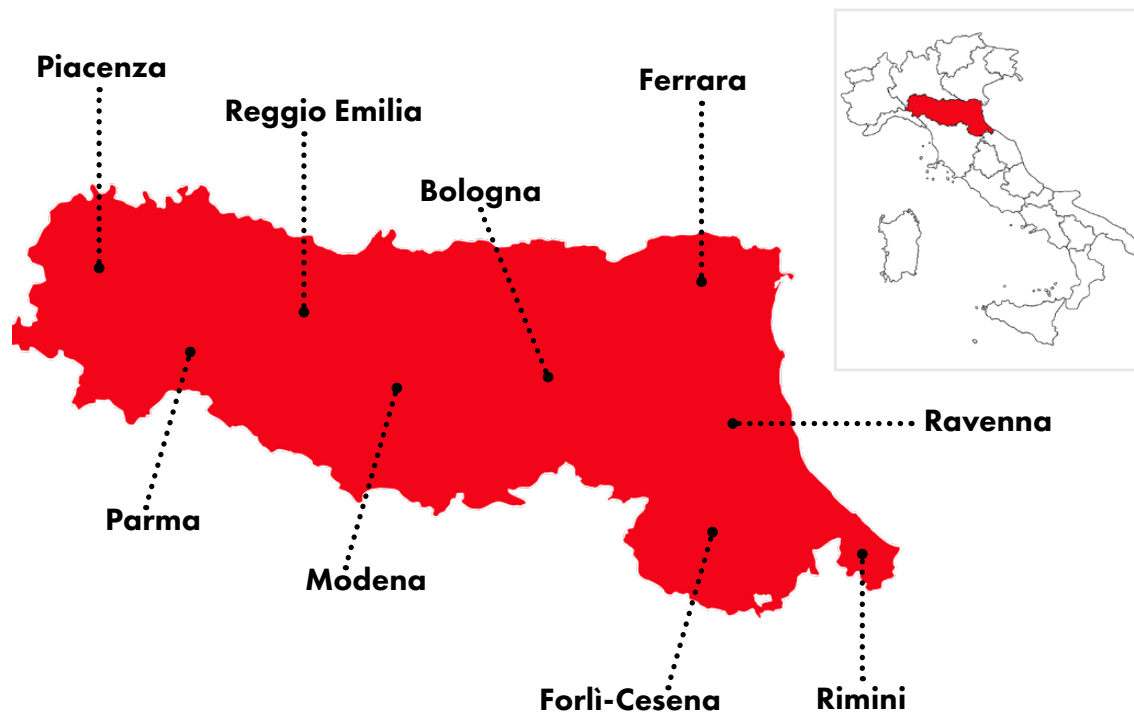 Piacenza
Ferrara
Reggio Emilia
Bologna
Ravenna
Parma
Modena
Forlì-Cesena
Rimini